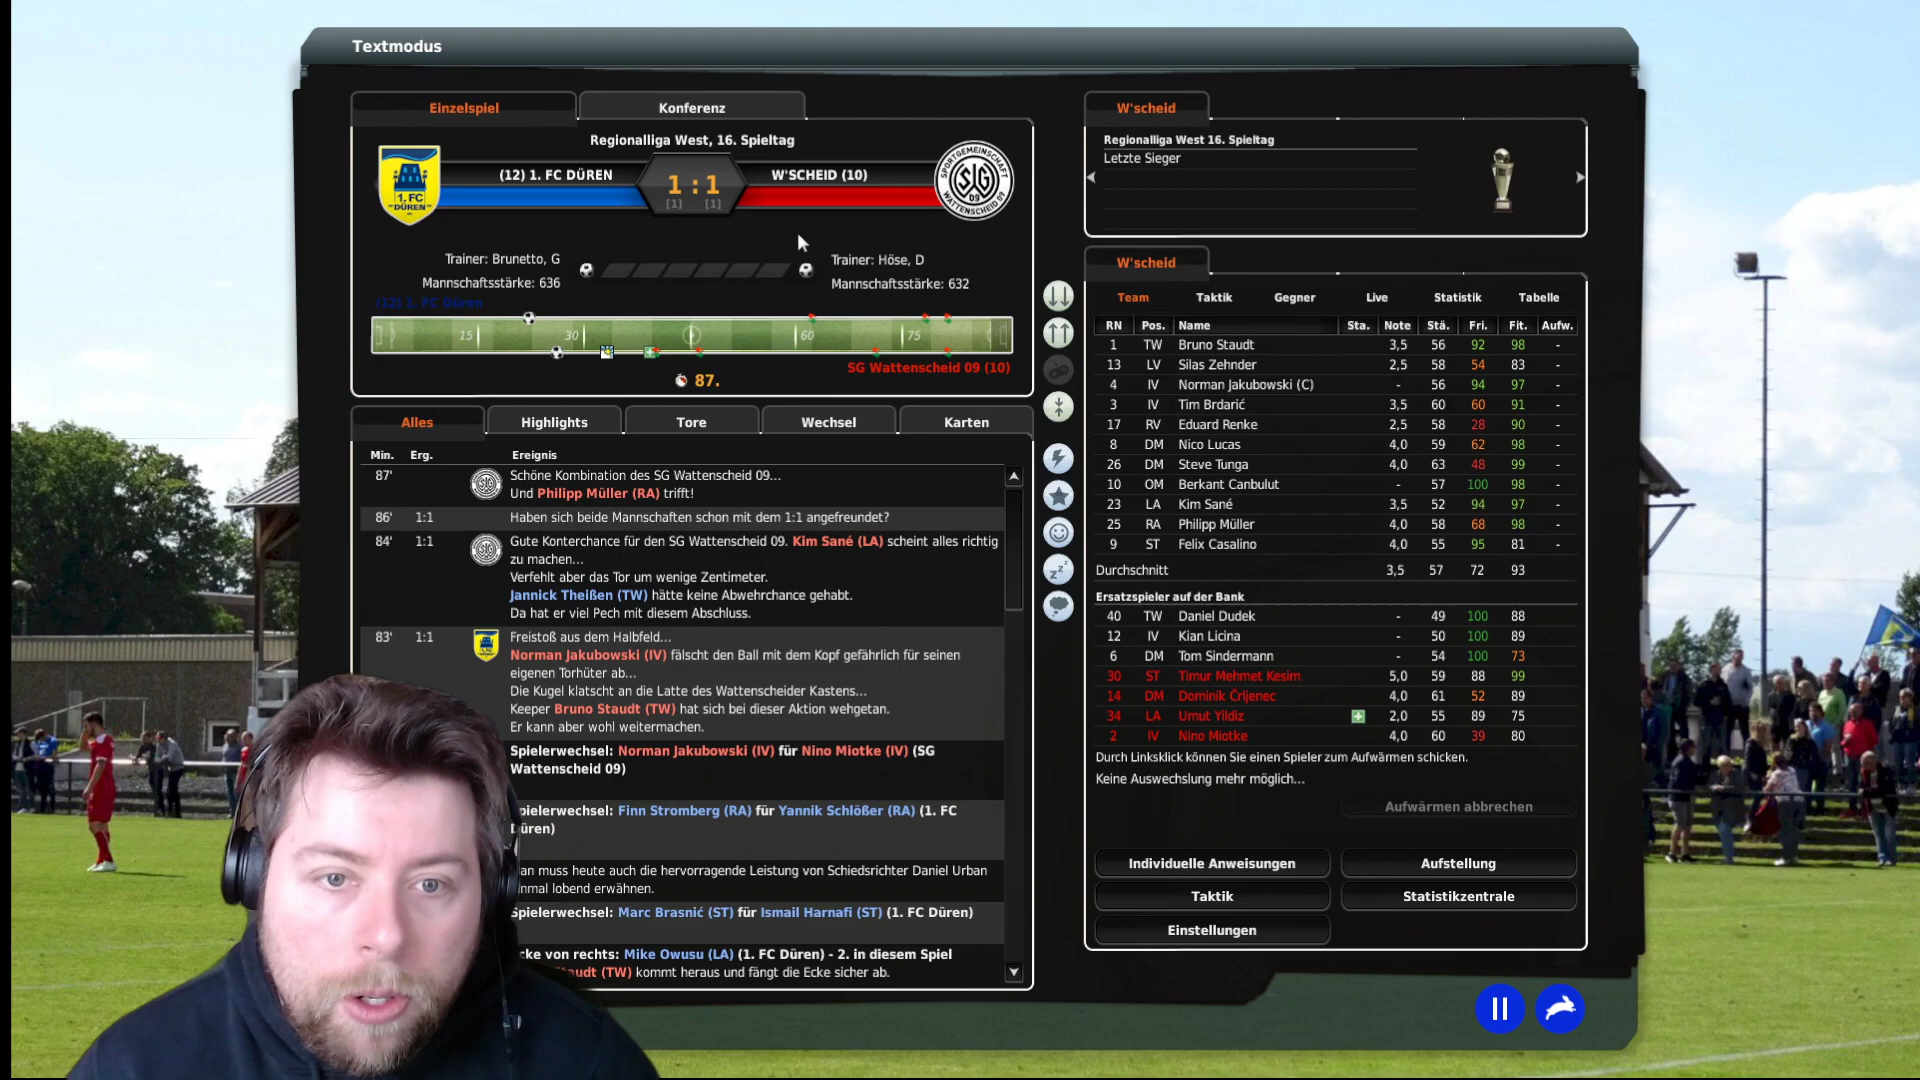 Textmodus
Einzelspiel
Konferenz
Regionalliga West, 16. Spieltag
(12) 1. FC DÜREN
1 : 1
W'SCHEID (10)
[1] [1]
1. FC
DÜREN
SPORTGEMEINSCHAFT
WATTENSCHEID 09
SG
09
Trainer: Brunetto, G
Mannschaftsstärke: 636
Trainer: Höse, D
Mannschaftsstärke: 632
(12) 1. FC Düren
15 30 60 75
SG Wattenscheid 09 (10)
87.
Alles
Highlights
Tore
Wechsel
Karten
Min. Erg. Ereignis
87' Schöne Kombination des SG Wattenscheid 09...
Und Philipp Müller (RA) trifft!
86' 1:1 Haben sich beide Mannschaften schon mit dem 1:1 angefreundet?
84' 1:1 Gute Konterchance für den SG Wattenscheid 09. Kim Sané (LA) scheint alles richtig
zu machen...
Verfehlt aber das Tor um wenige Zentimeter.
Jannick Theißen (TW) hätte keine Abwehrchance gehabt.
Da hat er viel Pech mit diesem Abschluss.
83' 1:1 Freistoß aus dem Halbfeld...
Norman Jakubowski (IV) fälscht den Ball mit dem Kopf gefährlich für seinen
eigenen Torhüter ab...
Die Kugel klatscht an die Latte des Wattenscheider Kastens...
Keeper Bruno Staudt (TW) hat sich bei dieser Aktion wehgetan.
Er kann aber wohl weitermachen.
Spielerwechsel: Norman Jakubowski (IV) für Nino Miotke (IV) (SG
Wattenscheid 09)
pielerwechsel: Finn Stromberg (RA) für Yannik Schlößer (RA) (1. FC
Düren)
an muss heute auch die hervorragende Leistung von Schiedsrichter Daniel Urban
nmal lobend erwähnen.
Spielerwechsel: Marc Brasnić (ST) für Ismail Harnafi (ST) (1. FC Düren)
cke von rechts: Mike Owusu (LA) (1. FC Düren) - 2. in diesem Spiel
taudt (TW) kommt heraus und fängt die Ecke sicher ab.
W'scheid
Regionalliga West 16. Spieltag
Letzte Sieger
W'scheid
Team Taktik Gegner Live Statistik Tabelle
RN Pos. Name Sta. Note Stä. Fri. Fit. Aufw.
1 TW Bruno Staudt 3,5 56 92 98 -
13 LV Silas Zehnder 2,5 58 54 83 -
4 IV Norman Jakubowski (C) - 56 94 97 -
3 IV Tim Brdarić 3,5 60 60 91 -
17 RV Eduard Renke 2,5 58 28 90 -
8 DM Nico Lucas 4,0 59 62 98 -
26 DM Steve Tunga 4,0 63 48 99 -
10 OM Berkant Canbulut - 57 100 98 -
23 LA Kim Sané 3,5 52 94 97 -
25 RA Philipp Müller 4,0 58 68 98 -
9 ST Felix Casalino 4,0 55 95 81 -
Durchschnitt 3,5 57 72 93
Ersatzspieler auf der Bank
40 TW Daniel Dudek - 49 100 88
12 IV Kian Licina - 50 100 89
6 DM Tom Sindermann - 54 100 73
30 ST Timur Mehmet Kesim 5,0 59 88 99
14 DM Dominik Črljenec 4,0 61 52 89
34 LA Umut Yildiz 2,0 55 89 75
2 IV Nino Miotke 4,0 60 39 80
Durch Linksklick können Sie einen Spieler zum Aufwärmen schicken.
Keine Auswechslung mehr möglich...
Aufwärmen abbrechen
Individuelle Anweisungen
Aufstellung
Taktik
Statistikzentrale
Einstellungen